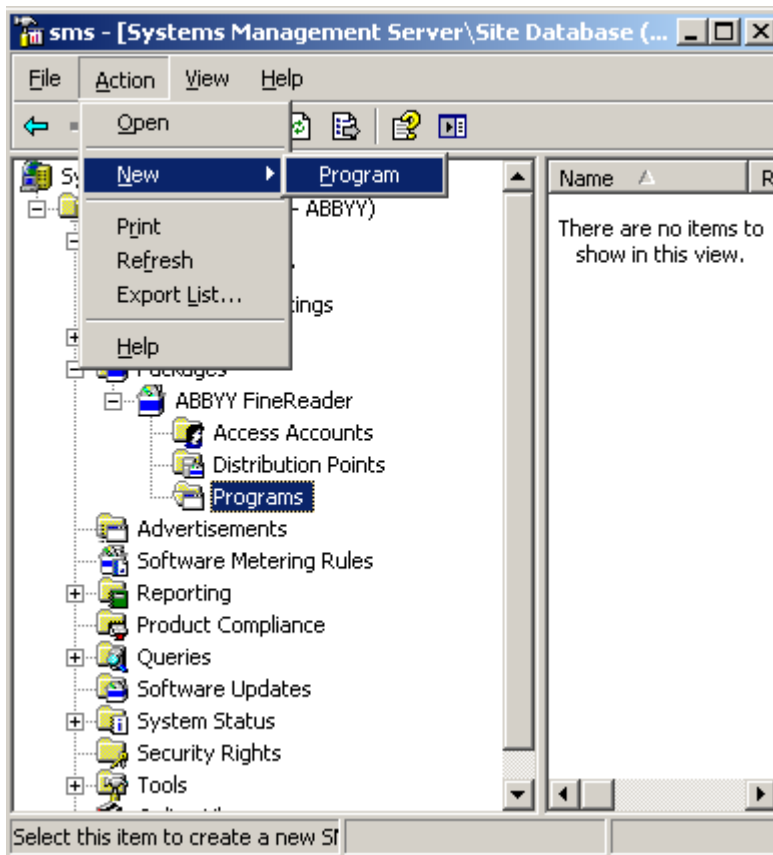 sms - [Systems Management Server\Site Database (...
File Action View Help
Open
New
Program
Print
Refresh
Export List...
Help
- ABBYY)
ings
Packages
ABBYY FineReader
Access Accounts
Distribution Points
Programs
Advertisements
Software Metering Rules
Reporting
Product Compliance
Queries
Software Updates
System Status
Security Rights
Tools
Name
R
There are no items to
show in this view.
Select this item to create a new SM